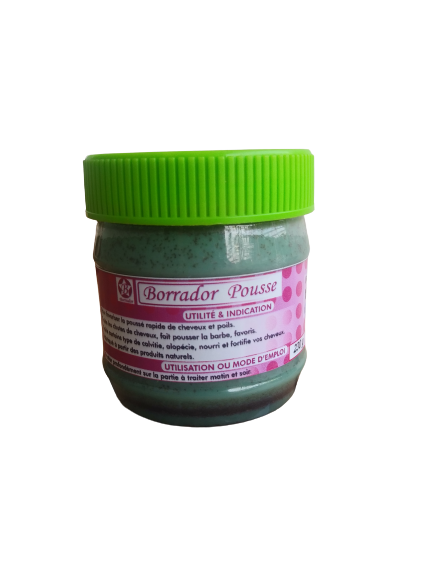 Borrador Pousse
UTILITÉ & INDICATION
la pousse rapide de cheveux et poils.
chutes de cheveux, fait pousser la barbe, favoris.
type de calvitie, alopécie, nourri et fortifie vos cheveux.
à partir des produits naturels.
UTILISATION OU MODE D'EMPLOI
sur la partie à traiter matin et soir